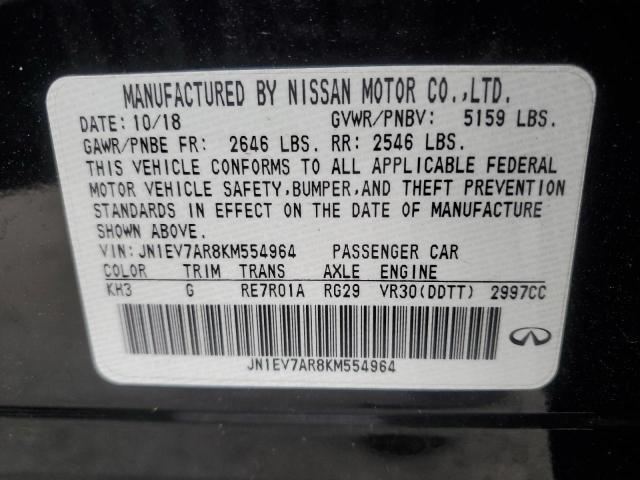 MANUFACTURED BY NISSAN MOTOR CO.,LTD.
DATE: 10/18 GVWR/PNBV: 5159 LBS.
GAWR/PNBE FR: 2646 LBS. RR: 2546 LBS.
THIS VEHICLE CONFORMS TO ALL APPLICABLE FEDERAL
MOTOR VEHICLE SAFETY,BUMPER,AND THEFT PREVENTION
STANDARDS IN EFFECT ON THE DATE OF MANUFACTURE
SHOWN ABOVE.
VIN: JN1EV7AR8KM554964 PASSENGER CAR
COLOR TRIM TRANS AXLE ENGINE
KH3 G RE7R01A RG29 VR30(DDTT) 2997CC
JN1EV7AR8KM554964